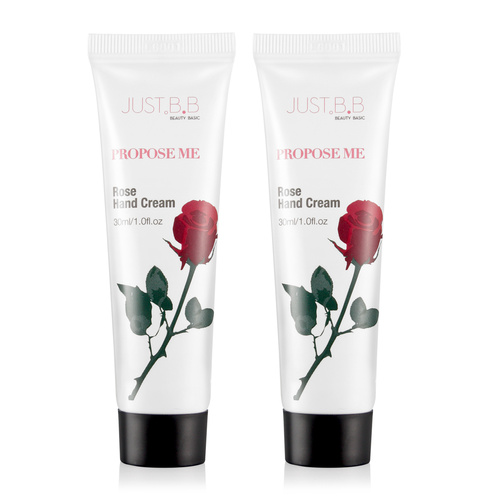 JUST.B.B
BEAUTY BASIC
PROPOSE ME
Rose
Hand Cream
30ml/1.0fl.oz
JUST.B.B
BEAUTY BASIC
PROPOSE ME
Rose
Hand Cream
30ml/1.0fl.oz